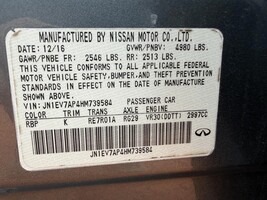 MANUFACTURED BY NISSAN MOTOR CO.,LTD.
DATE: 12/16 GVWR/PNBV: 4980 LBS.
GAWR/PNBE FR: 2546 LBS. RR: 2513 LBS.
THIS VEHICLE CONFORMS TO ALL APPLICABLE
FEDERAL MOTOR VEHICLE SAFETY,BUMPER,AND THEFT PREVENTION
STANDARDS IN EFFECT ON THE DATE OF MANUFACTURE
SHOWN ABOVE.
VIN: JN1EV7AP4HM739584 PASSENGER CAR
COLOR TRIM TRANS AXLE ENGINE
RBP K RE7R01A RG29 VR30(DDTT) 2997CC
JN1EV7AP4HM739584
INFINITI